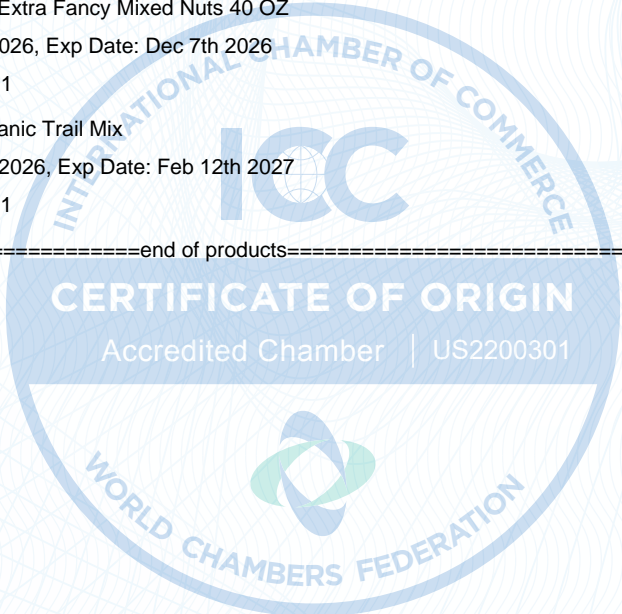 Extra Fancy Mixed Nuts 40 OZ
026, Exp Date: Dec 7th 2026
1
anic Trail Mix
2026, Exp Date: Feb 12th 2027
1
============end of products============================
INTERNATIONAL CHAMBER OF COMMERCE
ICC
CERTIFICATE OF ORIGIN
Accredited Chamber | US2200301
WORLD CHAMBERS FEDERATION